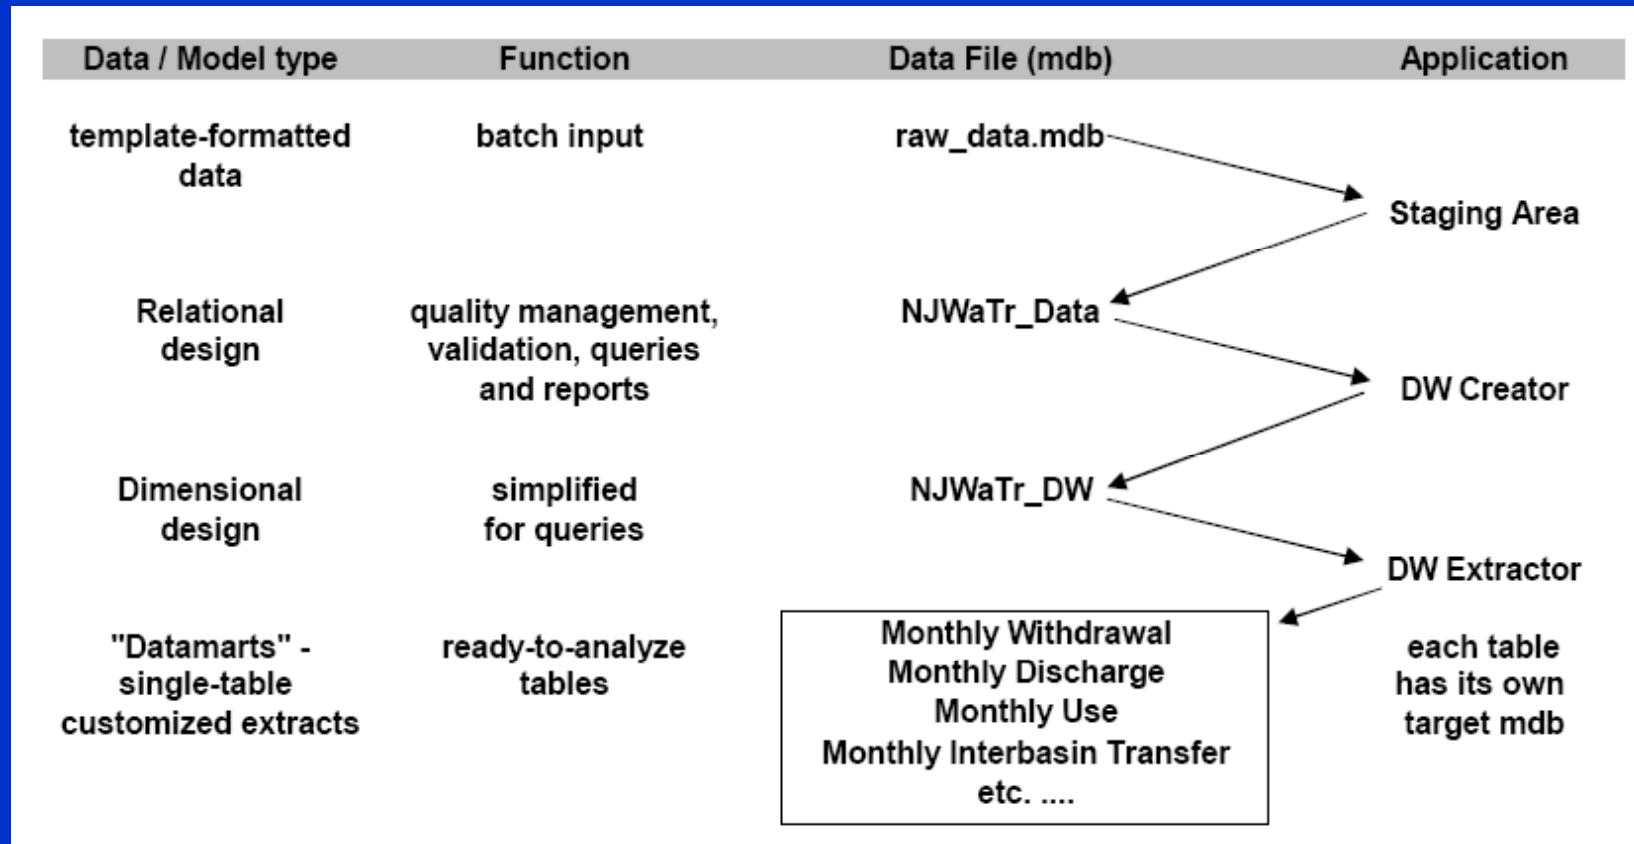 Data / Model type Function Data File (mdb) Application
template-formatted batch input raw_data.mdb
data
Staging Area
Relational quality management, NJWaTr_Data
design validation, queries
and reports DW Creator
Dimensional simplified NJWaTr_DW
design for queries
DW Extractor
"Datamarts" - ready-to-analyze Monthly Withdrawal each table
single-table tables Monthly Discharge has its own
customized extracts Monthly Use target mdb
Monthly Interbasin Transfer
etc. ....